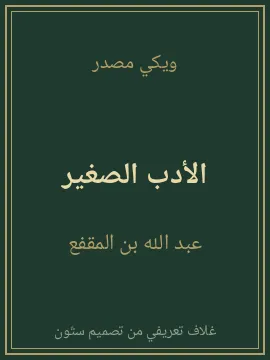 ويكي مصدر
الأدب الصغير
عبد الله بن المقفع
غلاف تعريفي من تصميم سثون